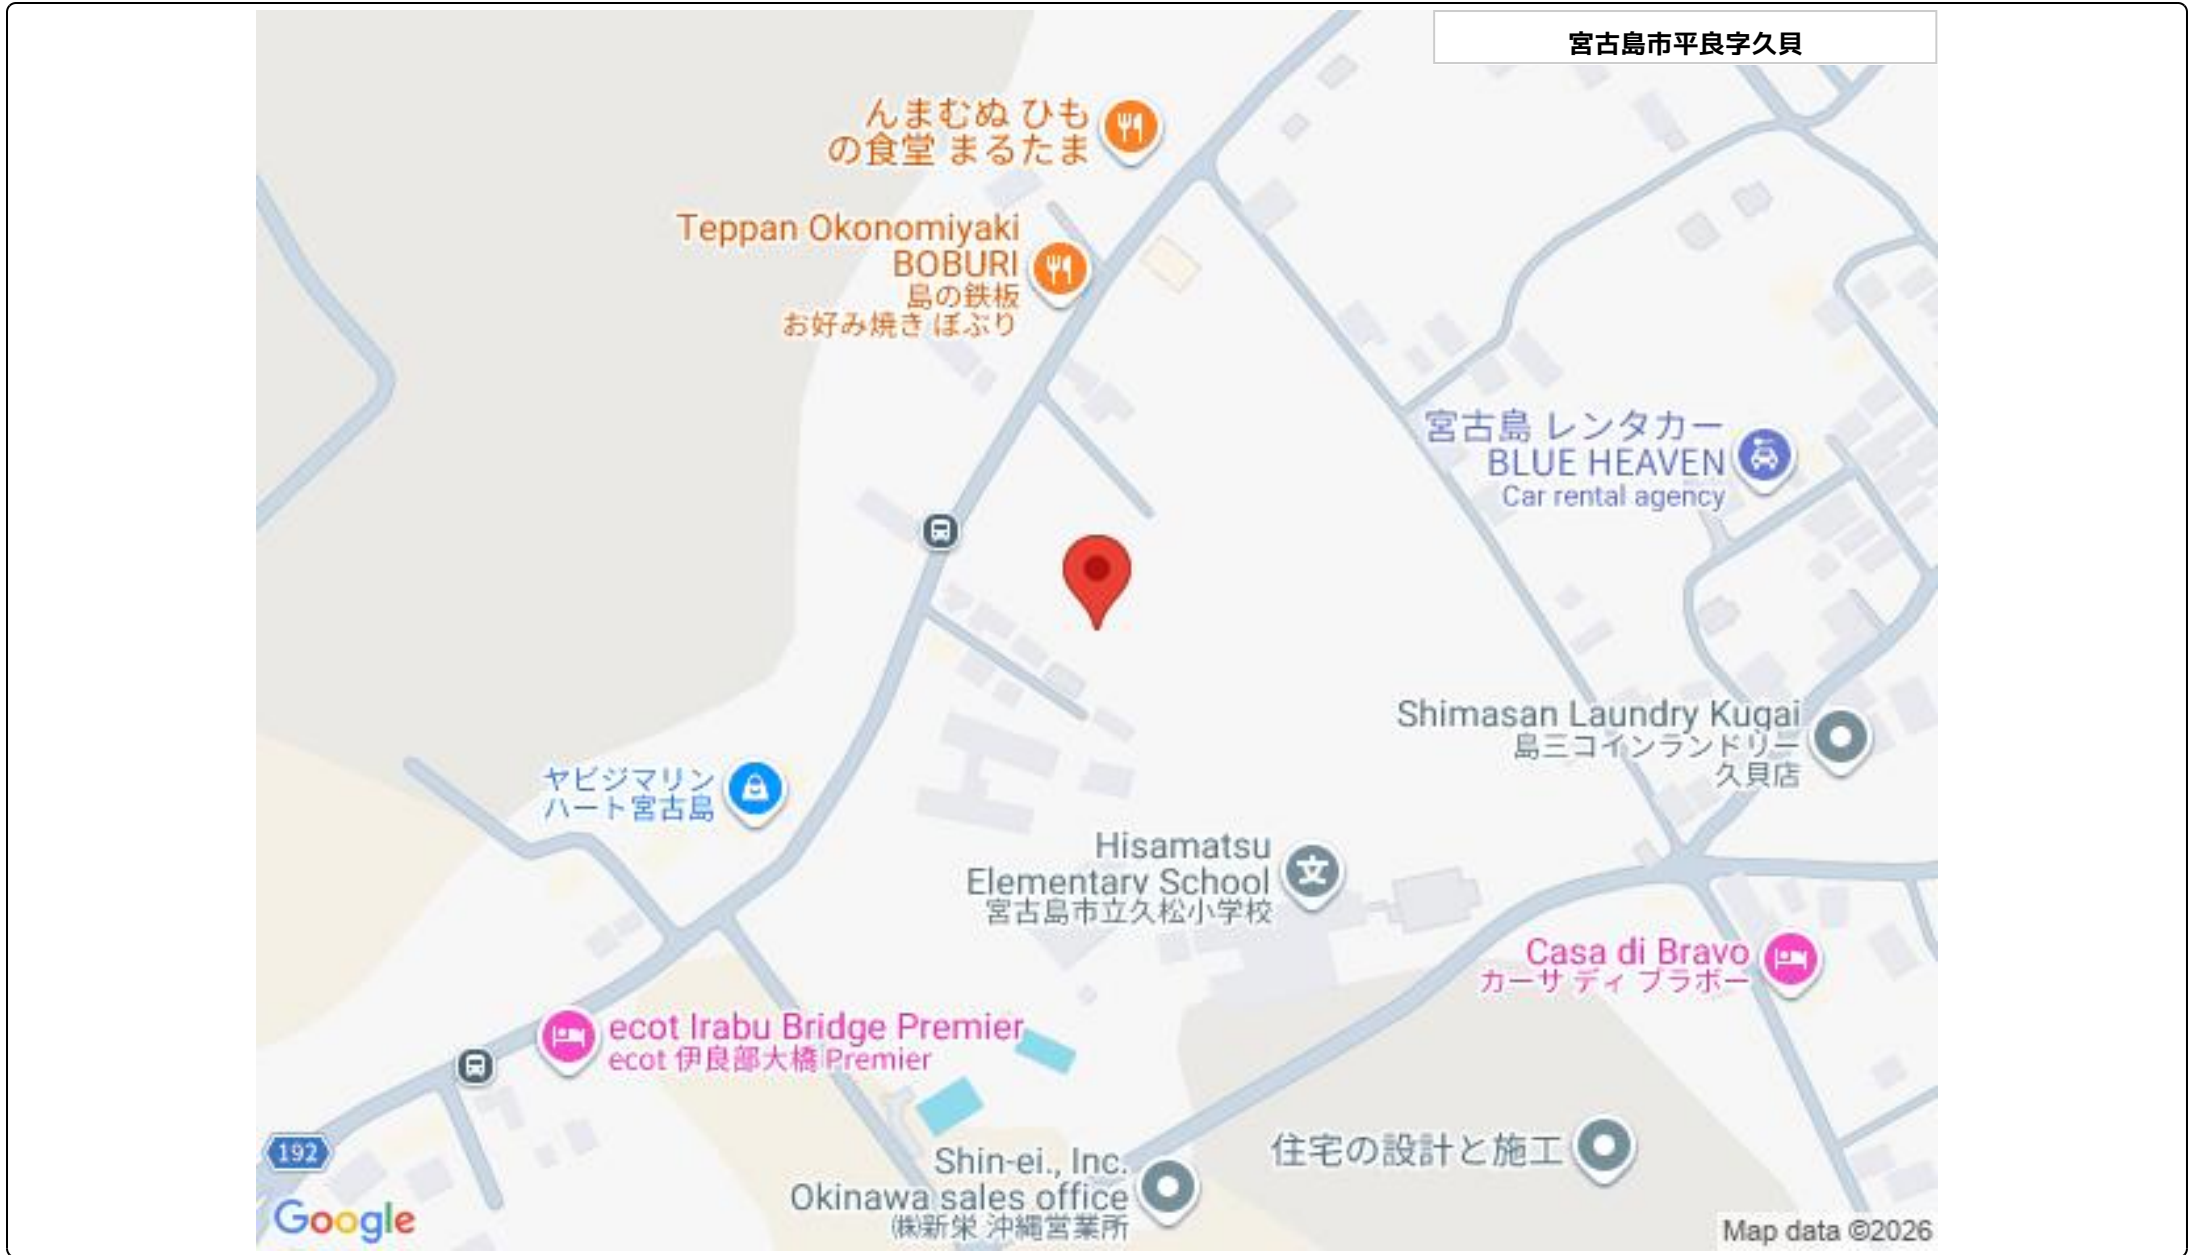 宮古島市平良字久貝
んまむぬ ひも
の食堂 まるたま
Teppan Okonomiyaki
BOBURI
島の鉄板
お好み焼き ぼぶり
宮古島 レンタカー
BLUE HEAVEN
Car rental agency
Shimasan Laundry Kugai
島三コインランドリー
久貝店
ヤビジマリン
ハート宮古島
Hisamatsu
Elementary School
宮古島市立久松小学校
文
Casa di Bravo
カーサ ディ ブラボー
ecot Irabu Bridge Premier
ecot 伊良部大橋 Premier
192
住宅の設計と施工
Shin-ei., Inc.
Okinawa sales office
㈱新栄 沖縄営業所
Google
Map data ©2026